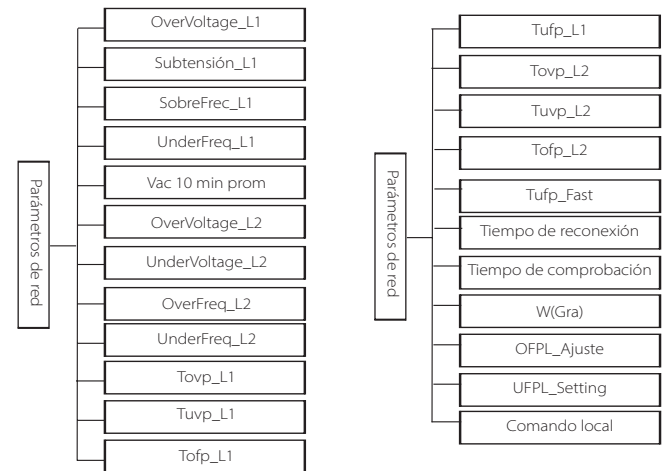 Parámetros de red
OverVoltage_L1
Subtensión_L1
SobreFrec_L1
UnderFreq_L1
Vac 10 min prom
OverVoltage_L2
UnderVoltage_L2
OverFreq_L2
UnderFreq_L2
Tovp_L1
Tuvp_L1
Tofp_L1
Parámetros de red
Tufp_L1
Tovp_L2
Tuvp_L2
Tofp_L2
Tufp_Fast
Tiempo de reconexión
Tiempo de comprobación
W(Gra)
OFPL_Ajuste
UFPL_Setting
Comando local